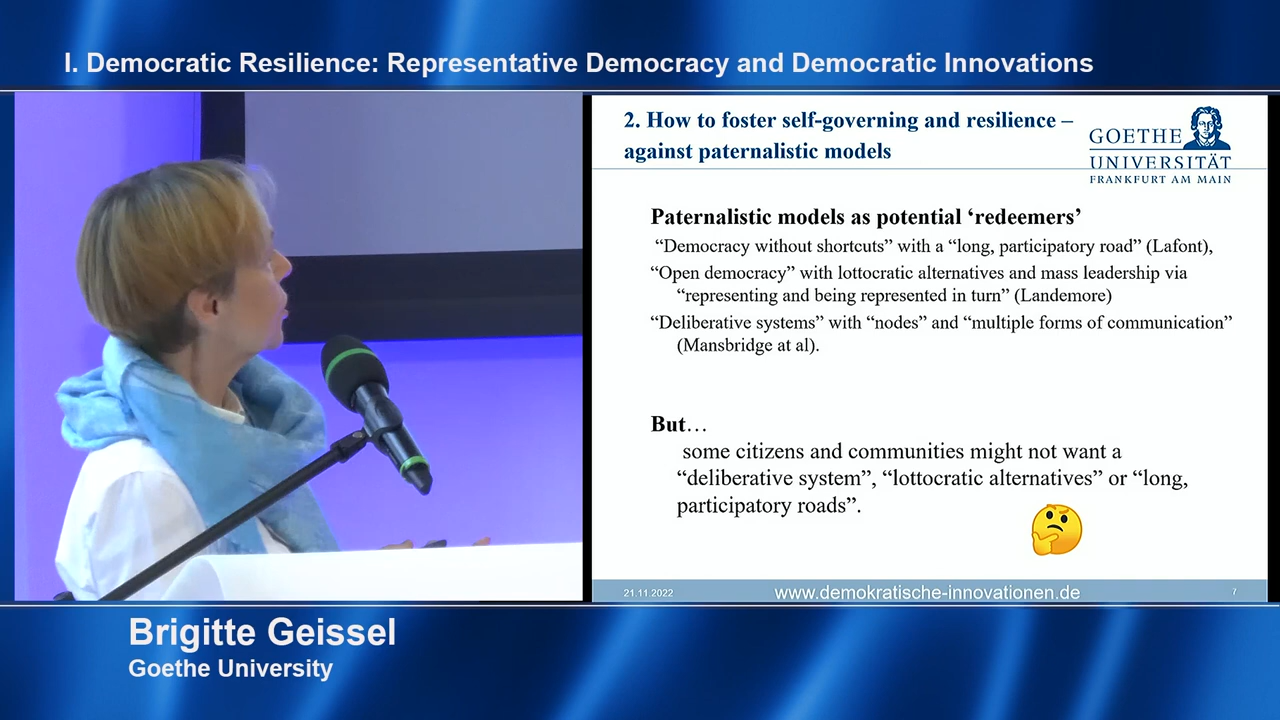 I. Democratic Resilience: Representative Democracy and Democratic Innovations
2. How to foster self-governing and resilience –
against paternalistic models
GOETHE
UNIVERSITÄT
FRANKFURT AM MAIN
Paternalistic models as potential ‘redeemers’
“Democracy without shortcuts” with a “long, participatory road” (Lafont),
“Open democracy” with lottocratic alternatives and mass leadership via
“representing and being represented in turn” (Landemore)
“Deliberative systems” with “nodes” and “multiple forms of communication”
(Mansbridge at al).
But…
some citizens and communities might not want a
“deliberative system”, “lottocratic alternatives” or “long,
participatory roads”.
21.11.2022
www.demokratische-innovationen.de
7
Brigitte Geissel
Goethe University